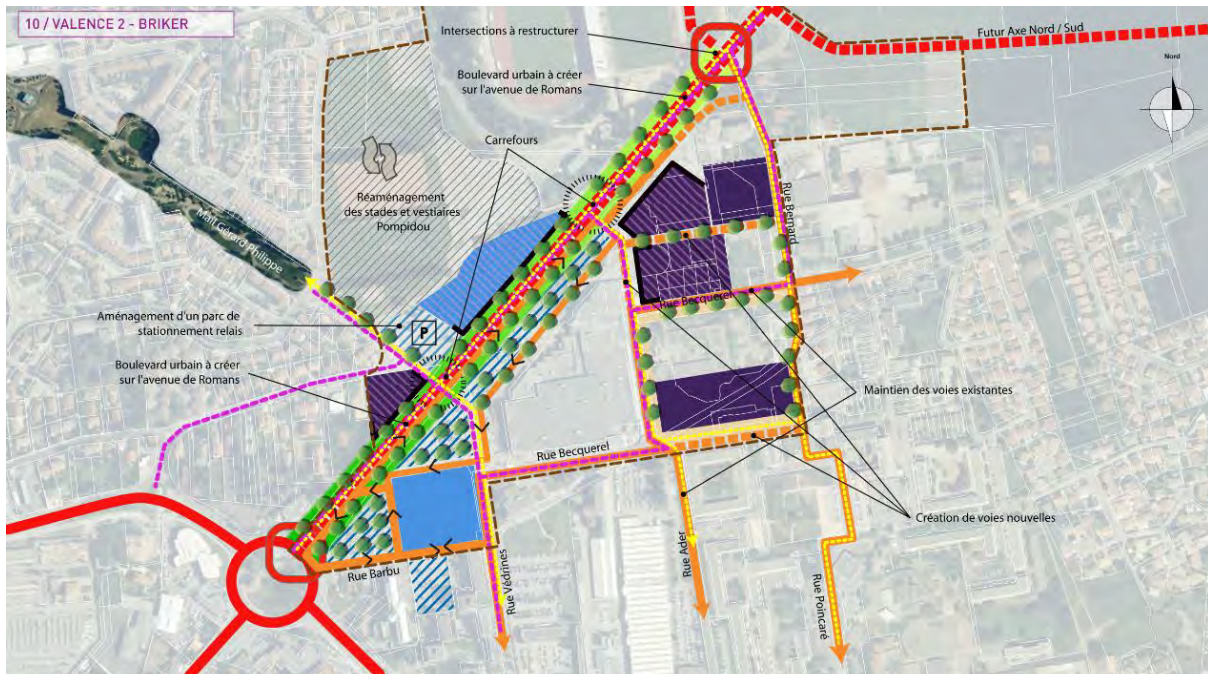 10 / VALENCE 2 - BRIKER
Intersections à restructurer
Futur Axe Nord / Sud
Nord
Boulevard urbain à créer
sur l'avenue de Romans
Carrefours
Réaménagement
des stades et vestiaires
Pompidou
Rue Bernard
Mail Gérard Philippe
Rue Becquerel
Aménagement d'un parc de
stationnement relais
P
Boulevard urbain à créer
sur l'avenue de Romans
Maintien des voies existantes
Rue Becquerel
Création de voies nouvelles
Rue Barbu
Rue Védrines
Rue Ader
Rue Poincaré